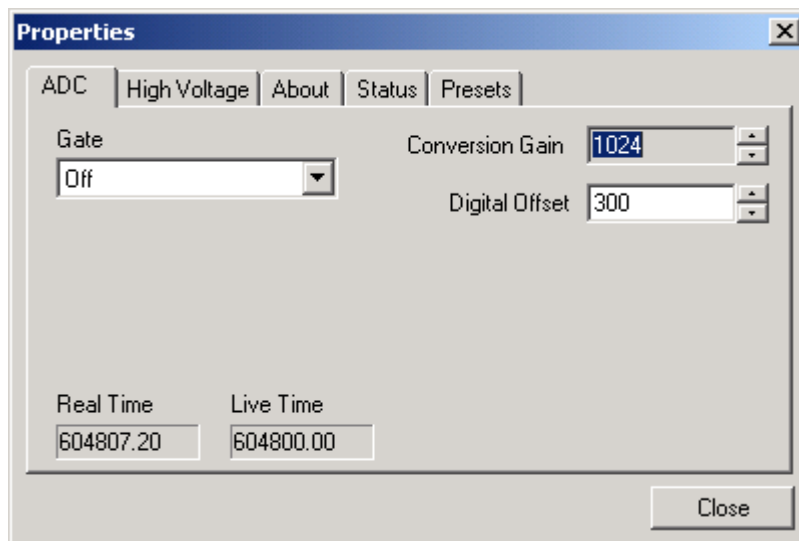 Properties
ADC
High Voltage
About
Status
Presets
Gate
Off
Conversion Gain
1024
Digital Offset
300
Real Time
604807.20
Live Time
604800.00
Close